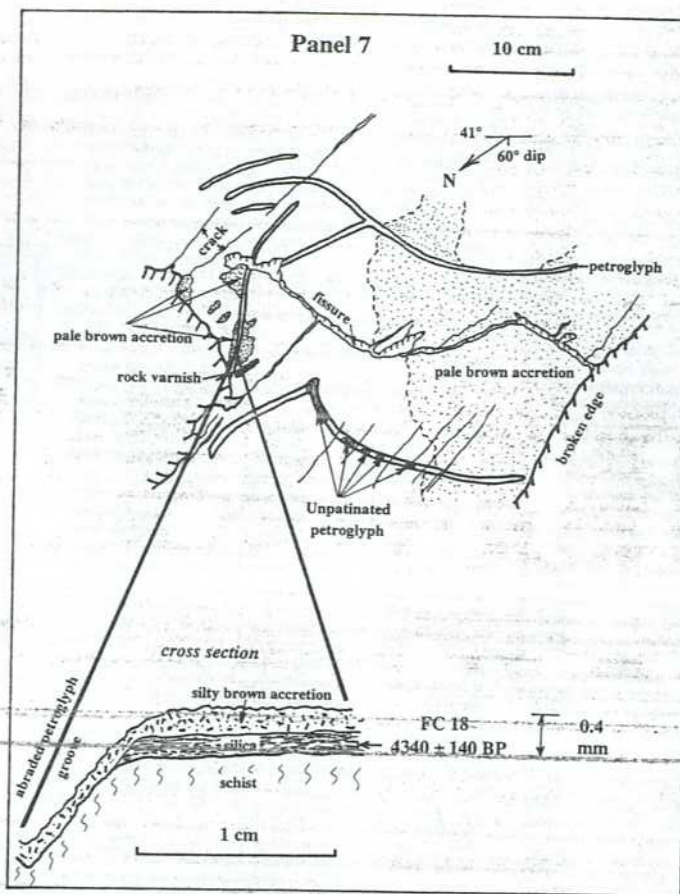 Panel 7
10 cm
41°
60° dip
N
crack
petroglyph
fissure
pale brown accretion
pale brown accretion
rock varnish
broken edge
Unpatinated
petroglyph
cross section
silty brown accretion
abraded petroglyph
groove
silica
FC 18
4340 ± 140 BP
0.4
mm
schist
1 cm